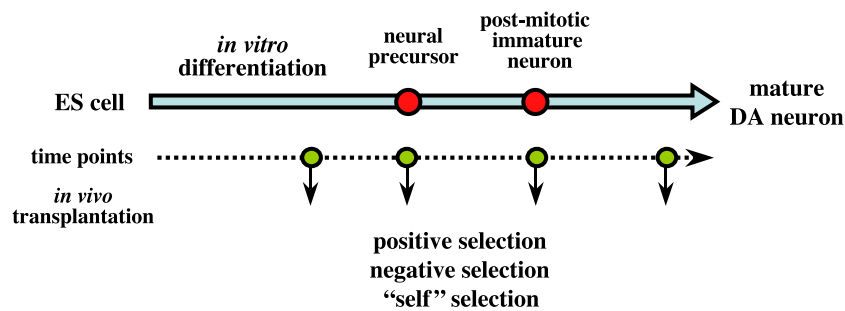 in vitro
differentiation
neural
precursor
post-mitotic
immature
neuron
ES cell
mature
DA neuron
time points
in vivo
transplantation
positive selection
negative selection
“self” selection